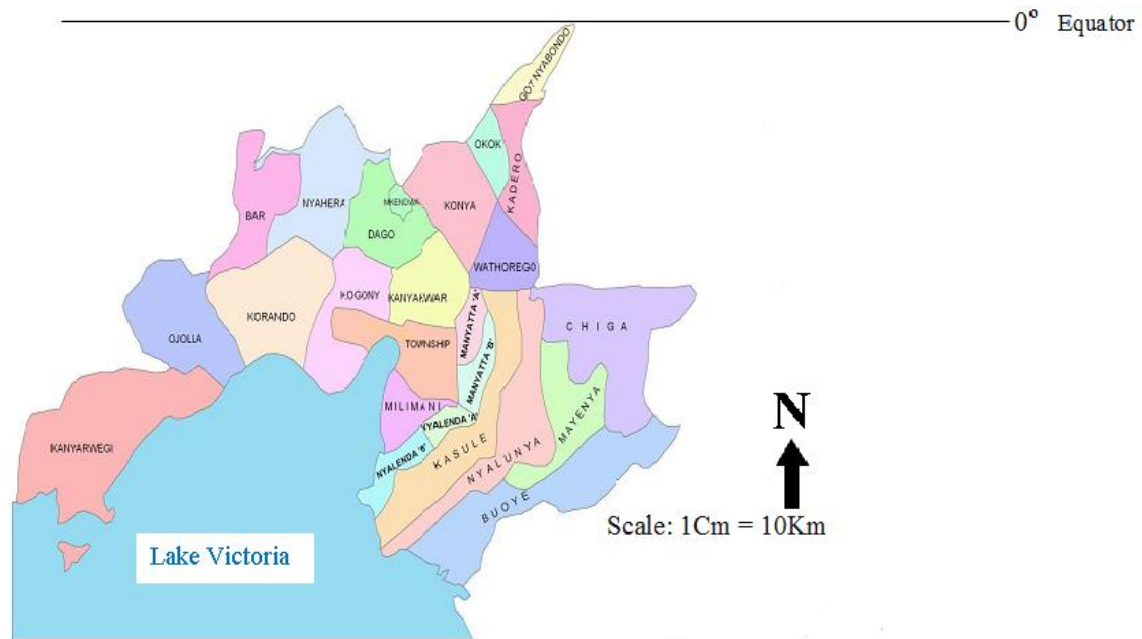 0° Equator
GOT NYABONDO
OKOK
KADERO
NYAHERA
MKENDWA
KONYA
BAR
DAGO
WATHOREGO
KOGONY
KANYAKWAR
MANYATTA 'A'
CHIGA
KORANDO
OJOLLA
TOWNSHIP
MANYATTA 'B'
MILIMANI
NYALENDA 'A'
MAYENYA
N
KANYARWEGI
NYALENDA 'B'
KASULE
NYALUNYA
BUOYE
Scale: 1Cm = 10Km
Lake Victoria